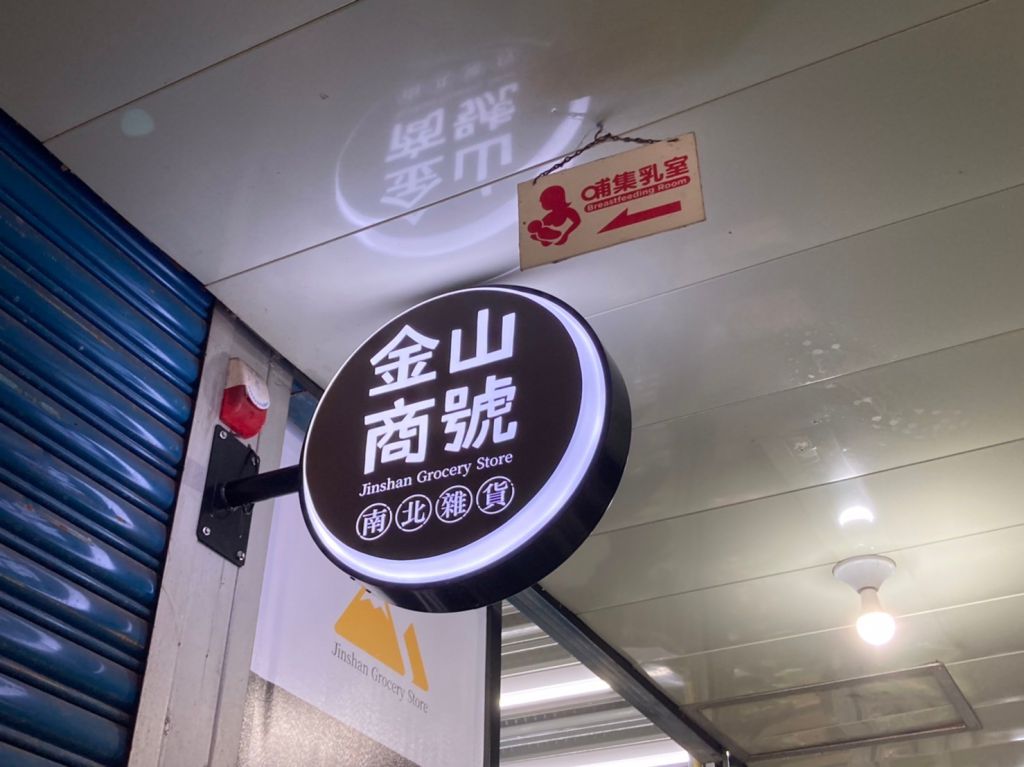 哺集乳室
Breastfeeding Room
金山
商號
Jinshan Grocery Store
南北雜貨
Jinshan Grocery Store